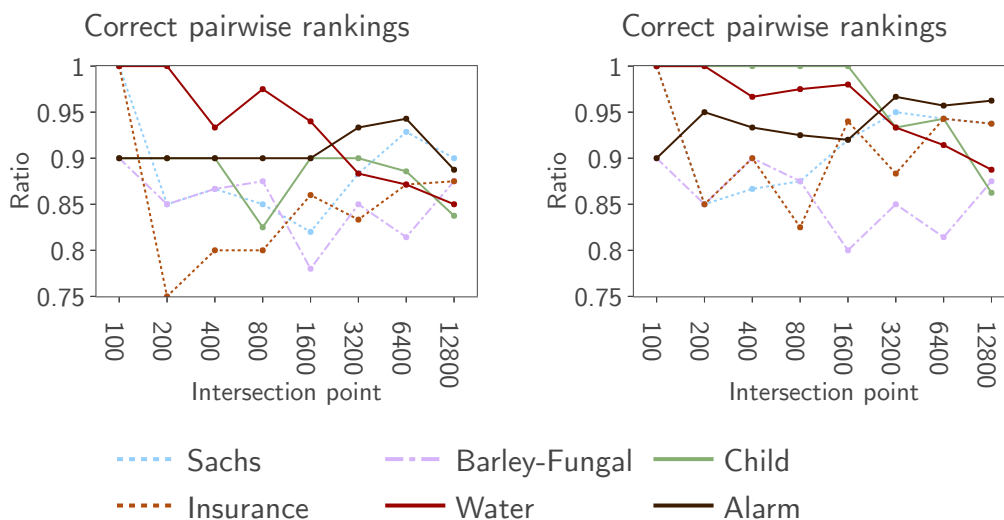 Correct pairwise rankings
1
0.95
0.9
0.85
0.8
0.75
Ratio
100
200
400
800
1600
3200
6400
12800
Intersection point
Correct pairwise rankings
1
0.95
0.9
0.85
0.8
0.75
Ratio
100
200
400
800
1600
3200
6400
12800
Intersection point
Sachs
Barley-Fungal
Child
Insurance
Water
Alarm